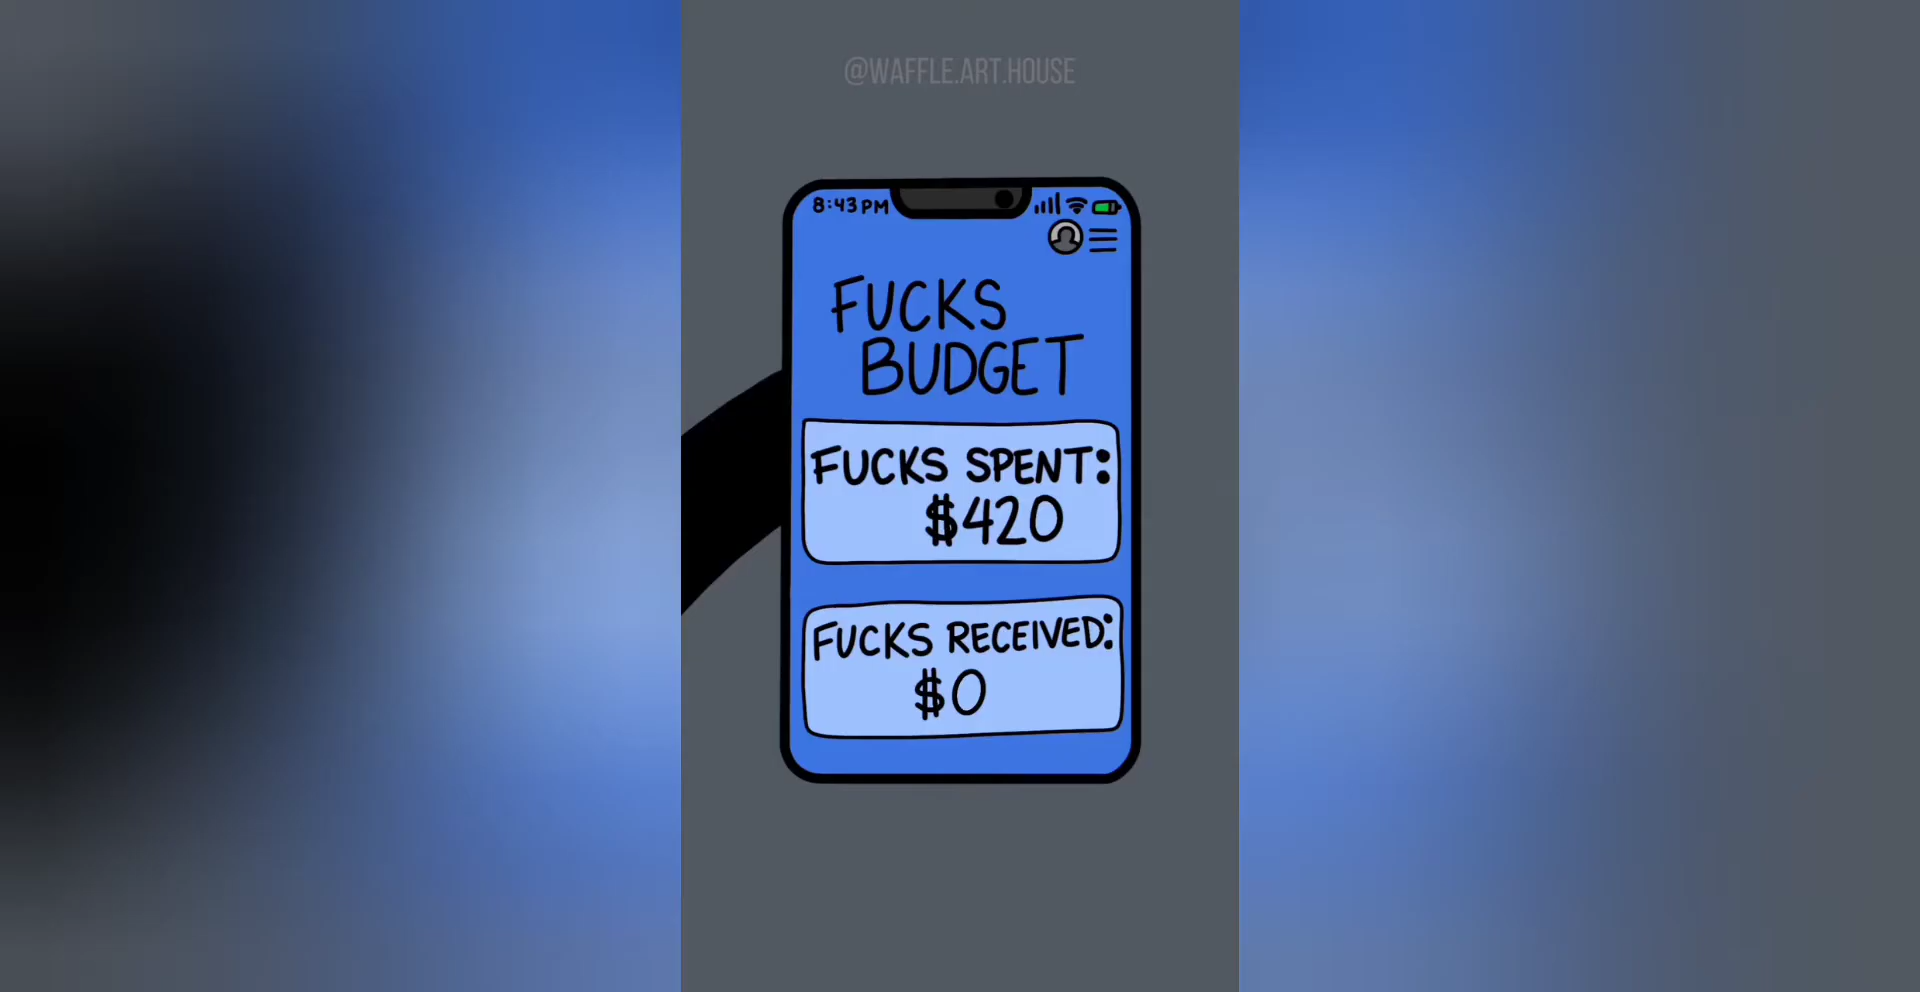 @WAFFLE.ART.HOUSE
8:43 PM
FUCKS
BUDGET
FUCKS SPENT:
$420
FUCKS RECEIVED:
$0